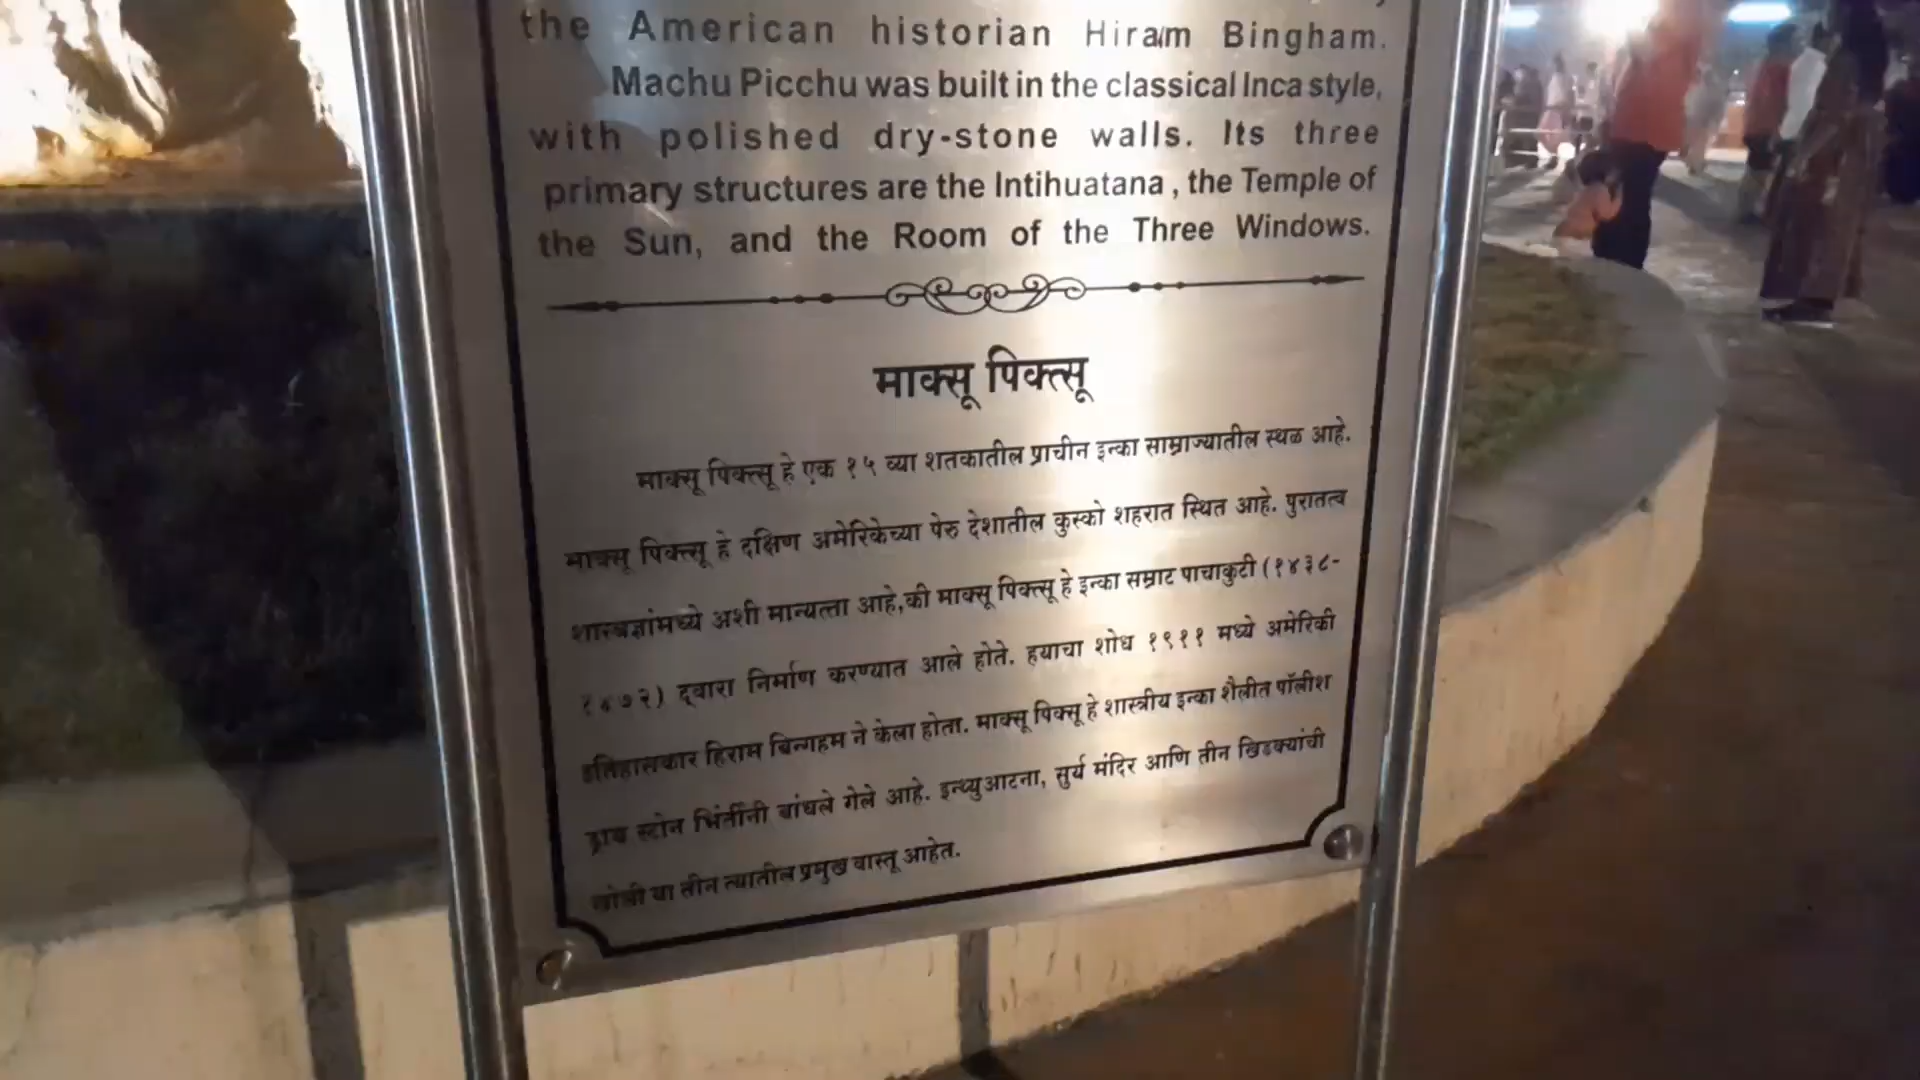 the American historian Hiram Bingham.
Machu Picchu was built in the classical Inca style,
with polished dry-stone walls. Its three
primary structures are the Intihuatana , the Temple of
the Sun, and the Room of the Three Windows.
माक्सू पिक्त्सू
माक्सू पिक्त्सू हे एक १५ व्या शतकातील प्राचीन इन्का साम्राज्यातील स्थळ आहे.
माक्सू पिक्त्सू हे दक्षिण अमेरिकेच्या पेरु देशातील कुस्को शहरात स्थित आहे. पुरातत्व
शास्त्रज्ञांमध्ये अशी मान्यत्ता आहे,की माक्सू पिक्त्सू हे इन्का सम्राट पाचाकुटी (१४३८-
१४७२) द्वारा निर्माण करण्यात आले होते. हयाचा शोध १९११ मध्ये अमेरिकी
इतिहासकार हिराम बिन्गहम ने केला होता. माक्सू पिक्सू हे शास्त्रीय इन्का शैलीत पॉलीश
ड्राय स्टोन भिंतींनी बांधले गेले आहे. इन्थ्युआटना, सुर्य मंदिर आणि तीन खिडक्यांची
खोली या तीन त्यातील प्रमुख वास्तू आहेत.